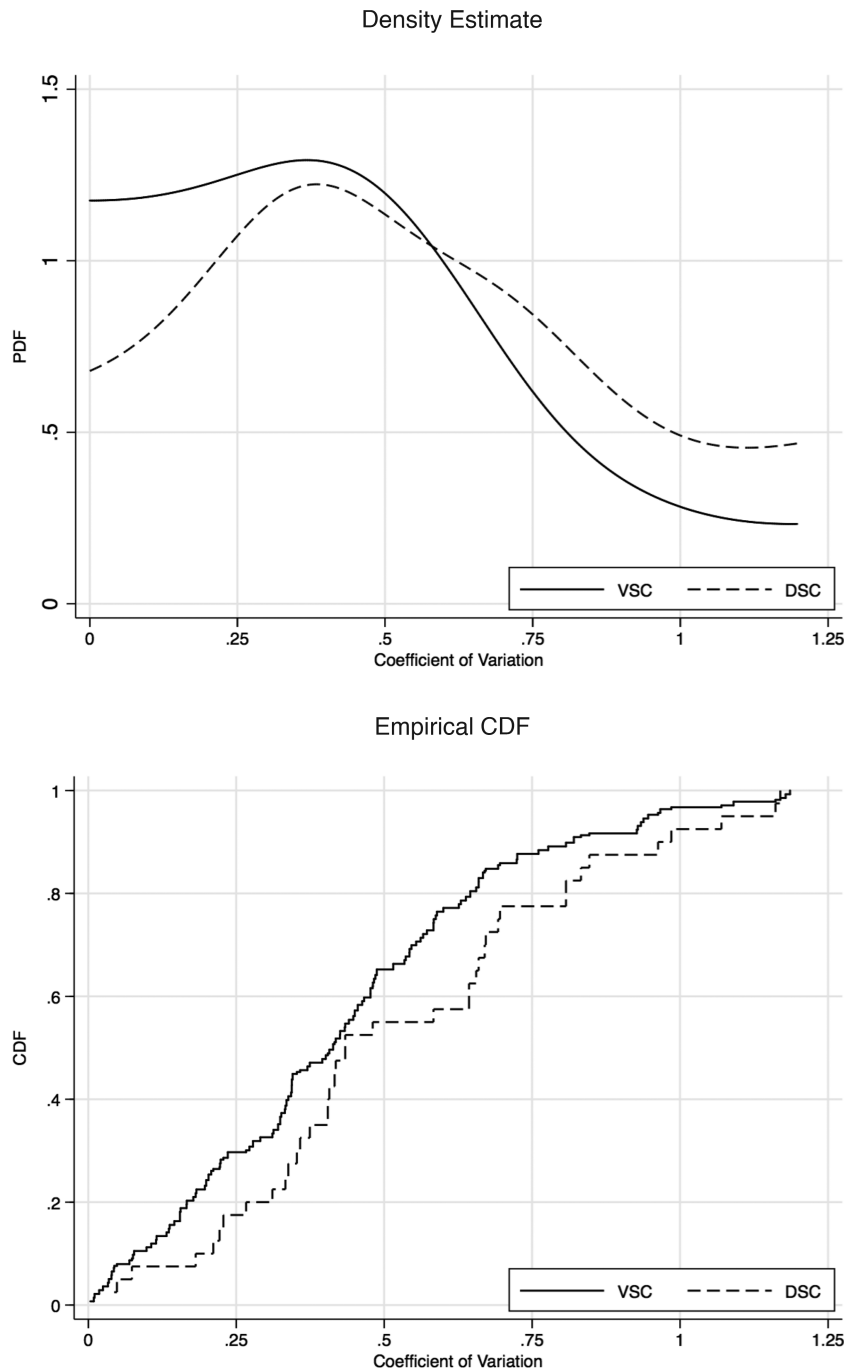 Density Estimate
1.5
1
.5
0
PDF
VSC DSC
0 .25 .5 .75 1 1.25
Coefficient of Variation
Empirical CDF
1
.8
.6
.4
.2
0
CDF
VSC DSC
0 .25 .5 .75 1 1.25
Coefficient of Variation